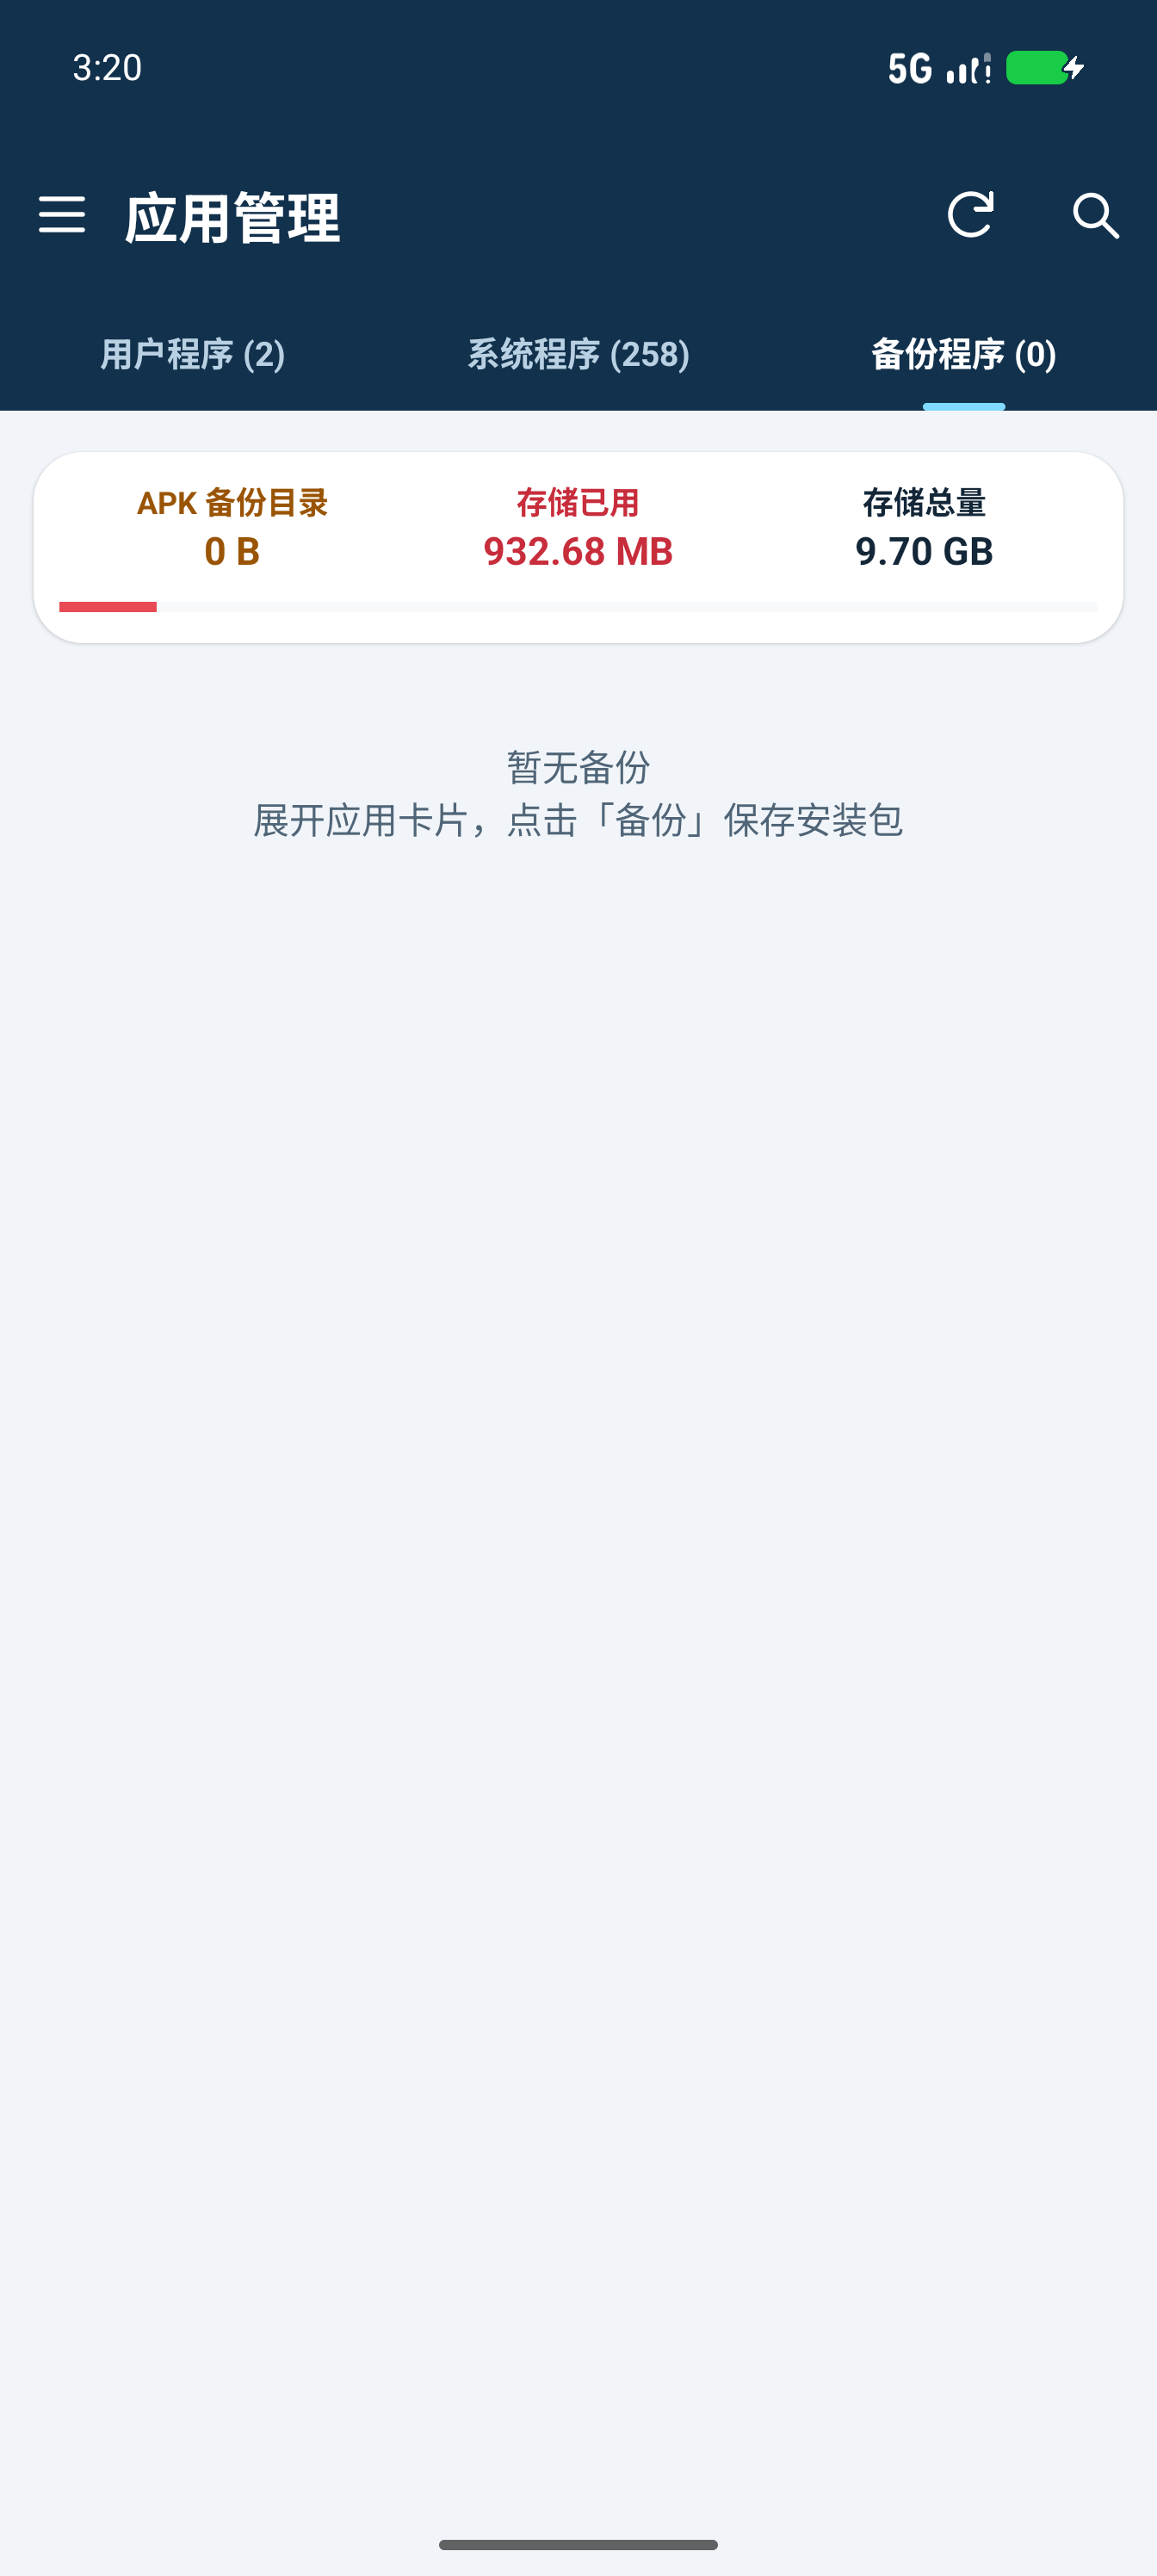 3:20
5G
应用管理
用户程序 (2)
系统程序 (258)
备份程序 (0)
APK 备份目录
0 B
存储已用
932.68 MB
存储总量
9.70 GB
暂无备份
展开应用卡片，点击「备份」保存安装包